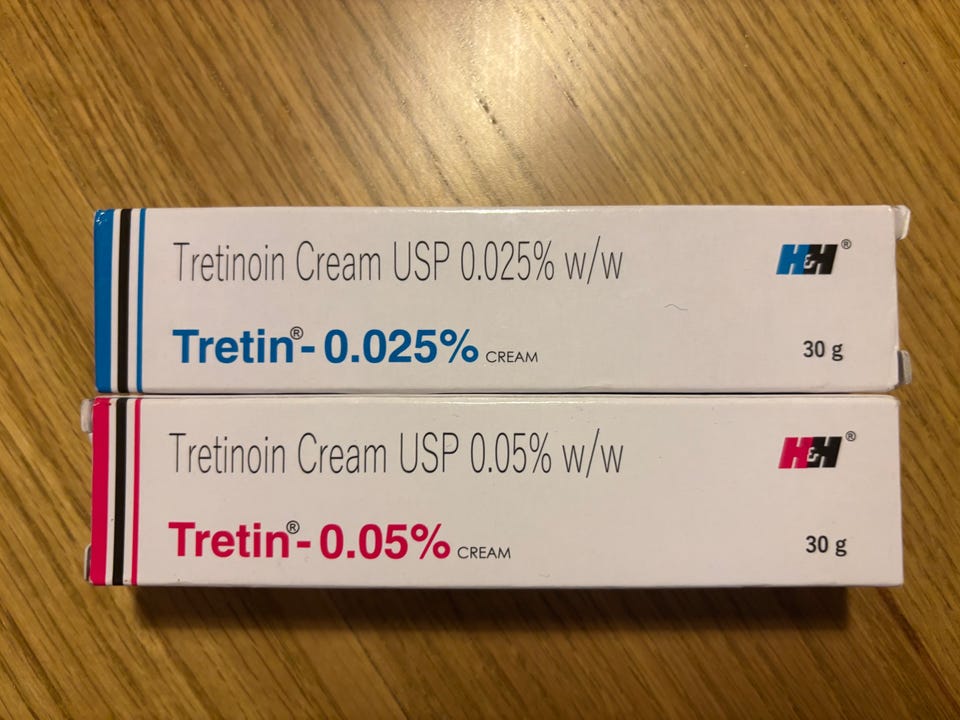 Tretinoin Cream USP 0.025% w/w
H&H®
Tretin®- 0.025% CREAM
30 g
Tretinoin Cream USP 0.05% w/w
H&H®
Tretin®- 0.05% CREAM
30 g